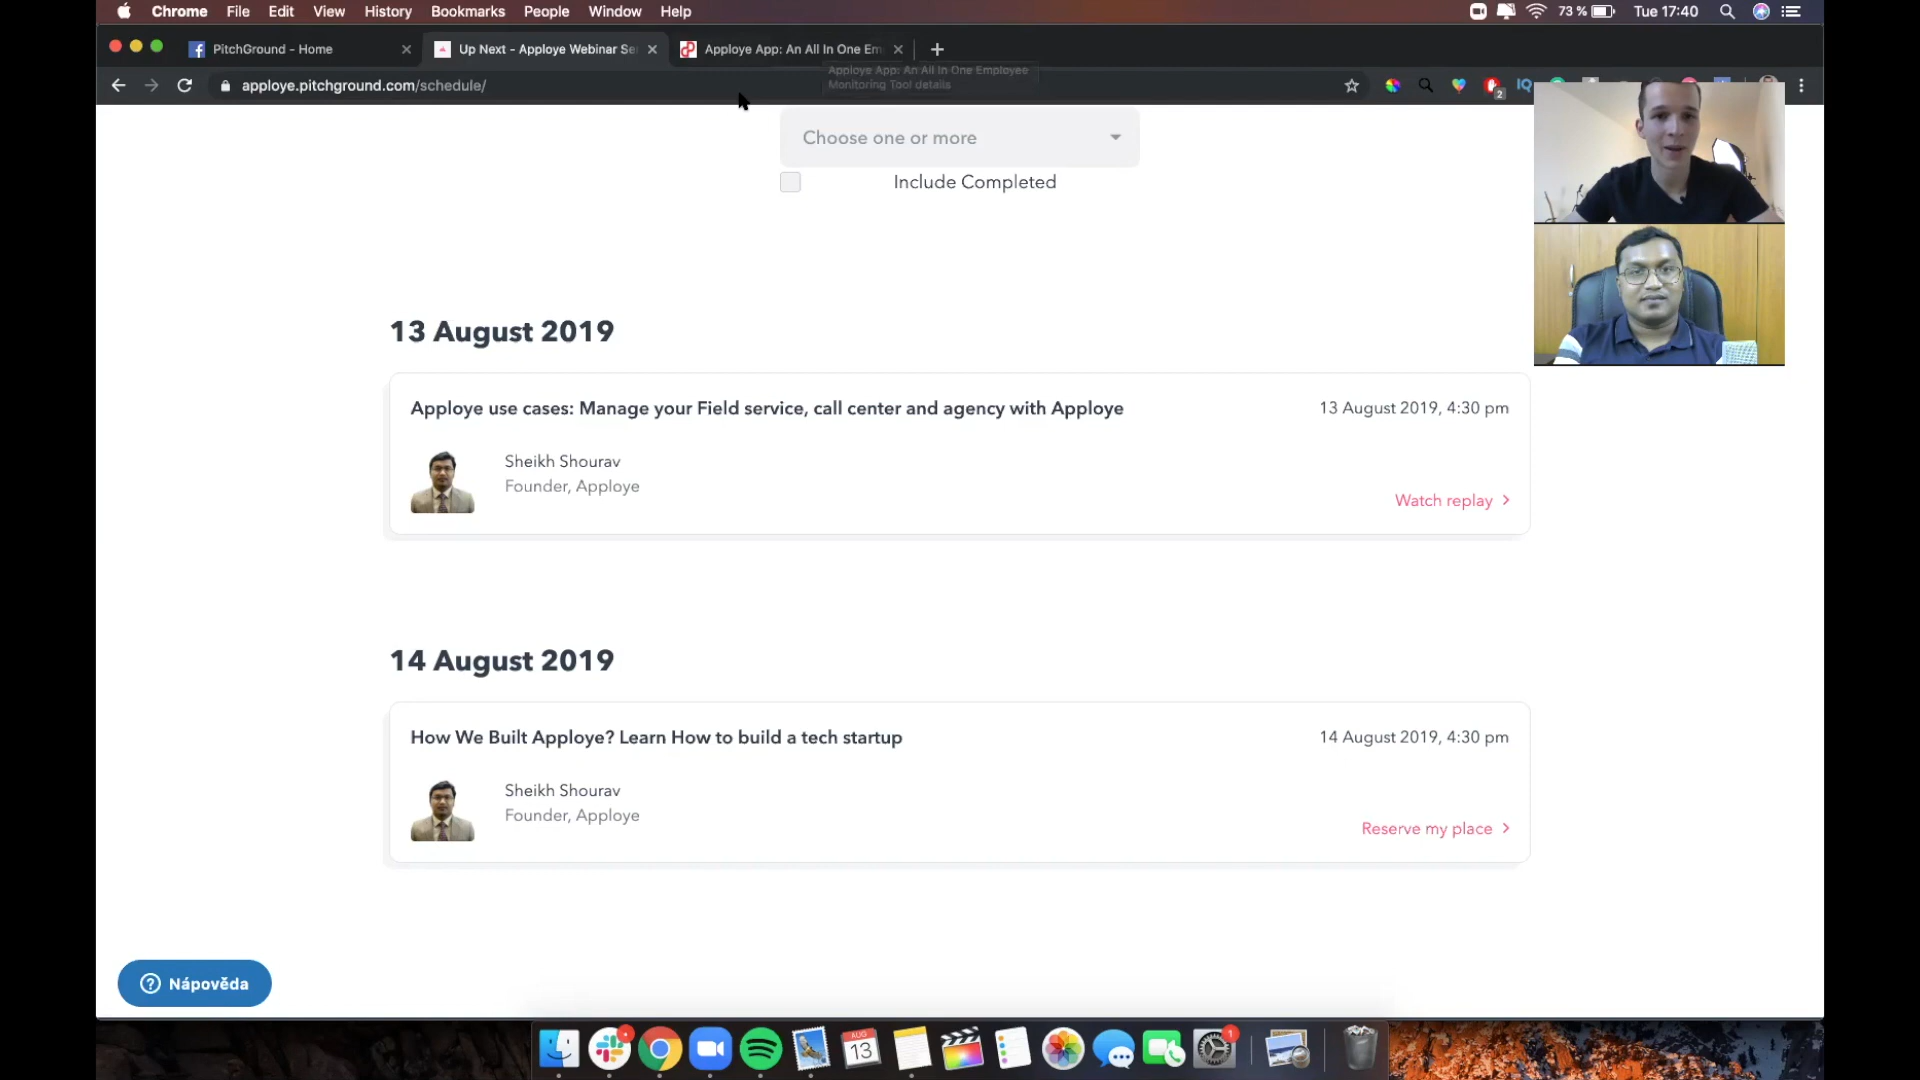 Chrome File Edit View History Bookmarks People Window Help
73 % Tue 17:40
PitchGround - Home
Up Next - Apploye Webinar Se
Apploye App: An All In One Em
Apploye App: An All In One Employee
Monitoring Tool details
apploye.pitchground.com/schedule/
2
IQ
Choose one or more
Include Completed
13 August 2019
Apploye use cases: Manage your Field service, call center and agency with Apploye
13 August 2019, 4:30 pm
Sheikh Shourav
Founder, Apploye
Watch replay
14 August 2019
How We Built Apploye? Learn How to build a tech startup
14 August 2019, 4:30 pm
Sheikh Shourav
Founder, Apploye
Reserve my place
Nápověda
AUG
13
1